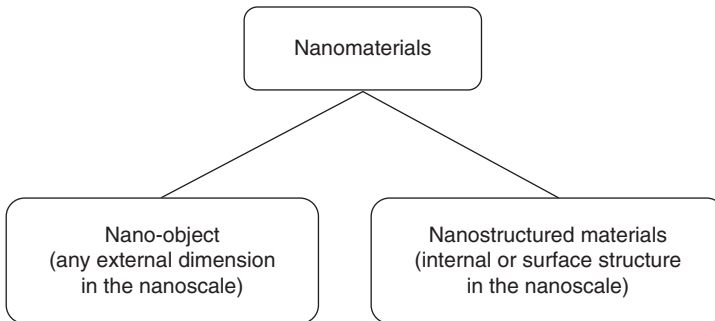 Nanomaterials
Nano-object
(any external dimension
in the nanoscale)
Nanostructured materials
(internal or surface structure
in the nanoscale)